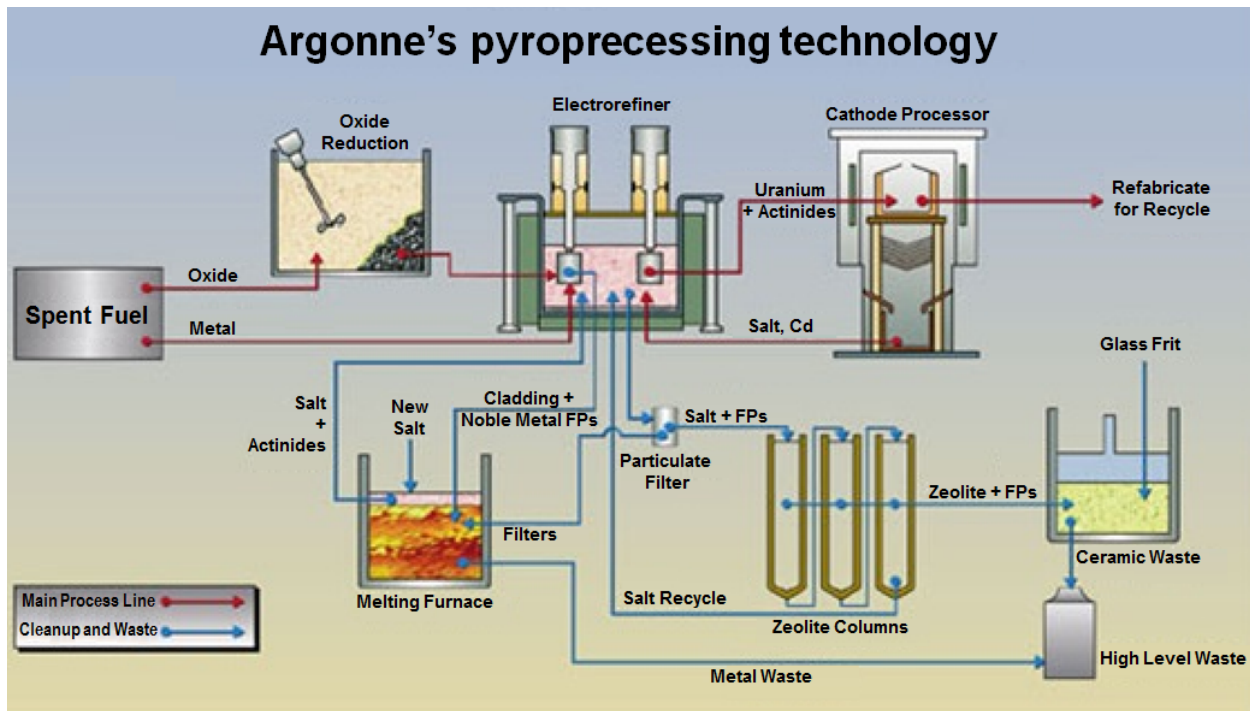 Argonne's pyroprecessing technology
Electrorefiner
Oxide
Reduction
Cathode Processor
Uranium
+ Actinides
Refabricate
for Recycle
Oxide
Spent Fuel
Metal
Salt, Cd
Glass Frit
Salt
+
Actinides
New
Salt
Cladding +
Noble Metal FPs
Salt + FPs
Particulate
Filter
Zeolite + FPs
Filters
Ceramic Waste
Melting Furnace
Salt Recycle
Zeolite Columns
Main Process Line
Cleanup and Waste
Metal Waste
High Level Waste